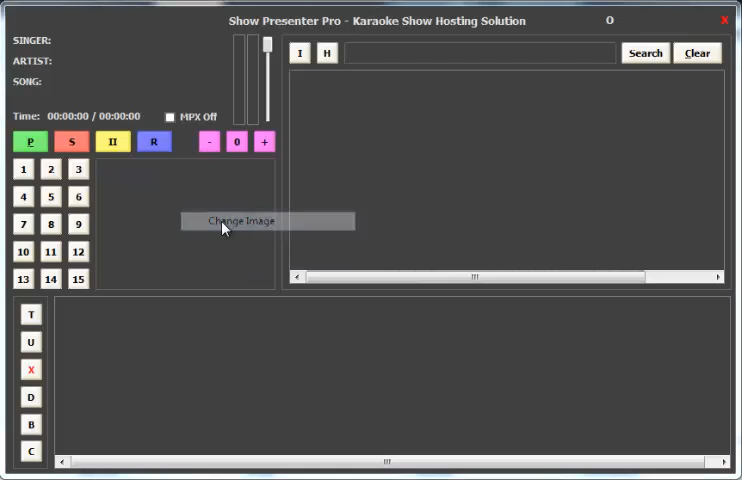 Show Presenter Pro - Karaoke Show Hosting Solution O X
SINGER:
ARTIST:
SONG:
I H Search Clear
Time: 00:00:00 / 00:00:00 MPX Off
P S II R - 0 +
1 2 3
4 5 6
Change Image
7 8 9
10 11 12
13 14 15
T
U
X
D
B
C